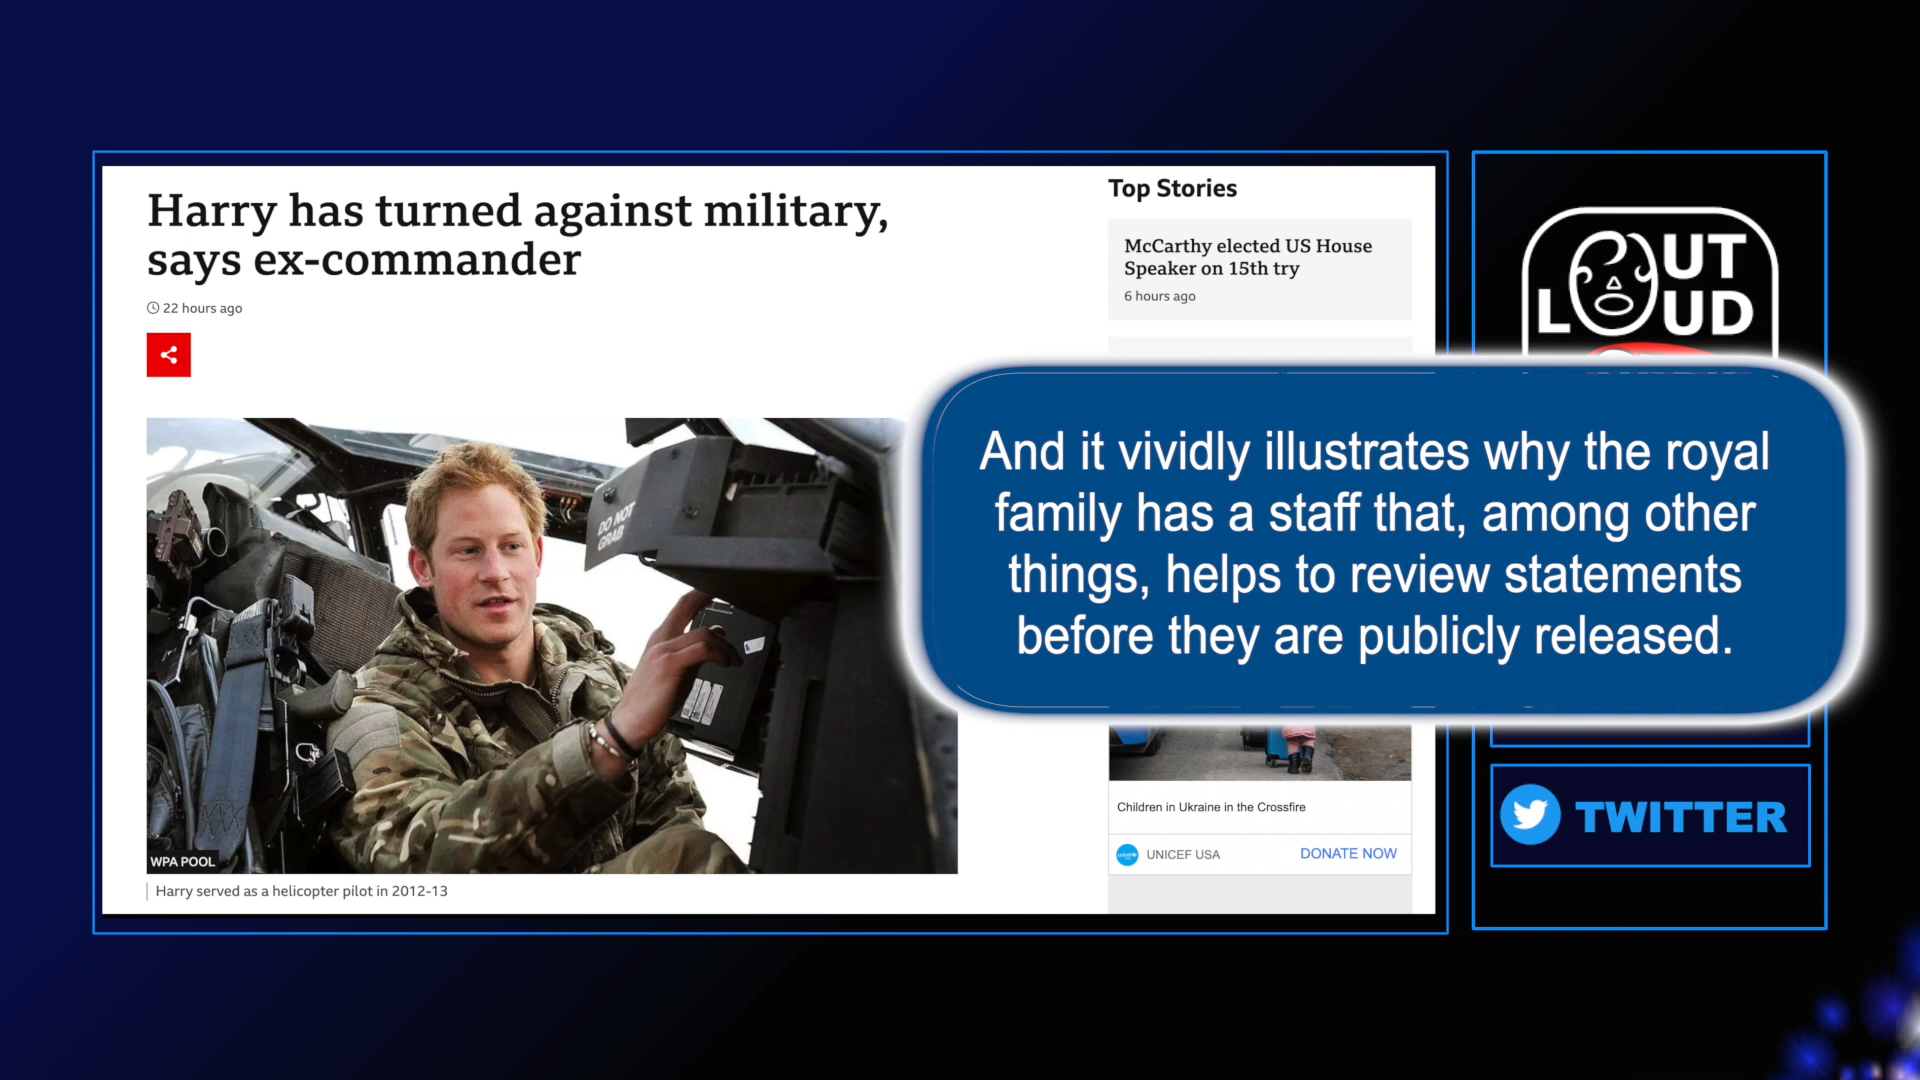 Harry has turned against military,
says ex-commander
22 hours ago
DO NOT
GRAB
WPA POOL
Harry served as a helicopter pilot in 2012-13
Top Stories
McCarthy elected US House
Speaker on 15th try
6 hours ago
And it vividly illustrates why the royal
family has a staff that, among other
things, helps to review statements
before they are publicly released.
Children in Ukraine in the Crossfire
UNICEF USA
DONATE NOW
OUT
LOUD
TWITTER